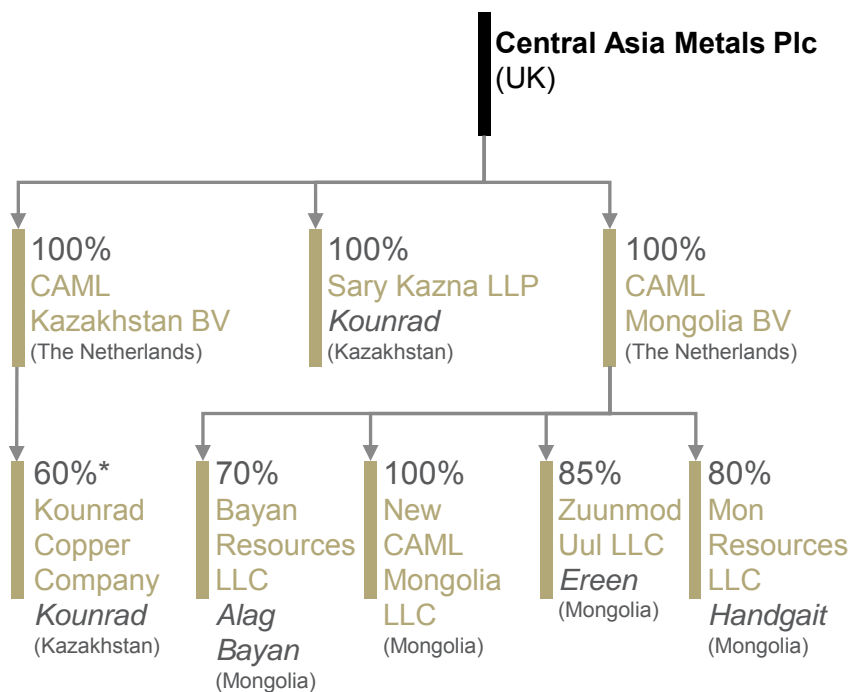 Central Asia Metals Plc
(UK)
100%
CAML
Kazakhstan BV
(The Netherlands)
100%
Sary Kazna LLP
Kounrad
(Kazakhstan)
100%
CAML
Mongolia BV
(The Netherlands)
60%*
Kounrad
Copper
Company
Kounrad
(Kazakhstan)
70%
Bayan
Resources
LLC
Alag
Bayan
(Mongolia)
100%
New
CAML
Mongolia
LLC
(Mongolia)
85%
Zuunmod
Uul LLC
Ereen
(Mongolia)
80%
Mon
Resources
LLC
Handgait
(Mongolia)